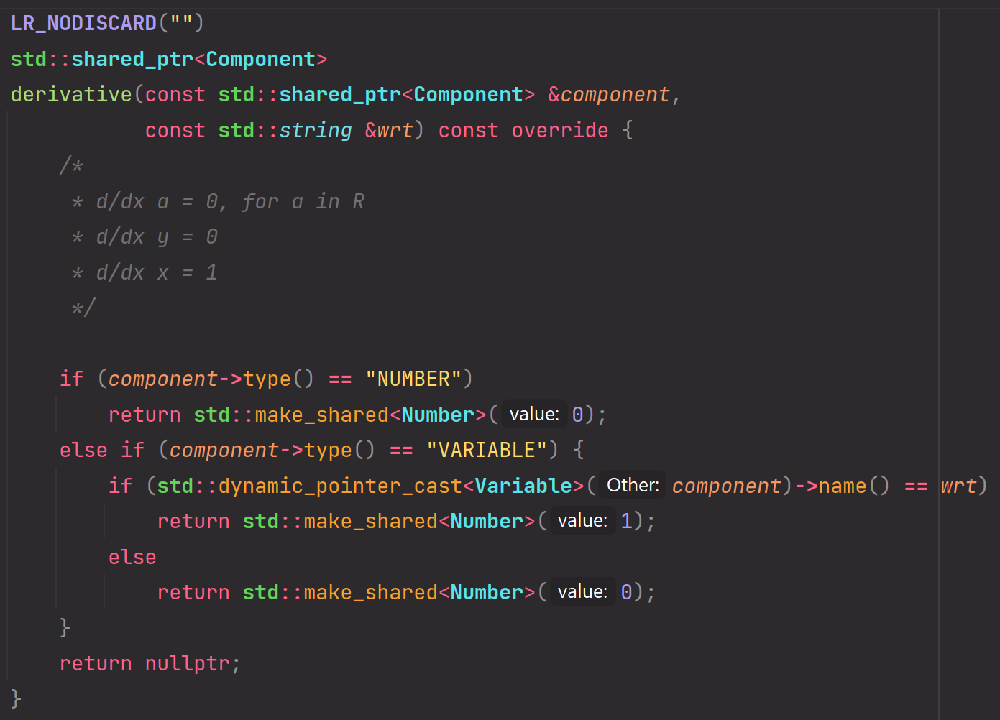 LR_NODISCARD("")
std::shared_ptr<Component>
derivative(const std::shared_ptr<Component> &component,
           const std::string &wrt) const override {
    /*
     * d/dx a = 0, for a in R
     * d/dx y = 0
     * d/dx x = 1
     */

    if (component->type() == "NUMBER")
        return std::make_shared<Number>( value: 0);
    else if (component->type() == "VARIABLE") {
        if (std::dynamic_pointer_cast<Variable>( Other: component)->name() == wrt)
            return std::make_shared<Number>( value: 1);
        else
            return std::make_shared<Number>( value: 0);
    }
    return nullptr;
}